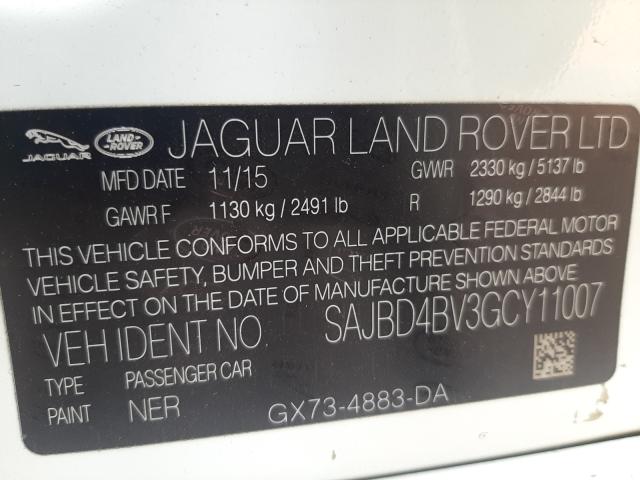 JAGUAR LAND-ROVER JAGUAR LAND ROVER LTD
MFD DATE 11/15 GVWR 2330 kg / 5137 lb
GAWR F 1130 kg / 2491 lb R 1290 kg / 2844 lb
THIS VEHICLE CONFORMS TO ALL APPLICABLE FEDERAL MOTOR
VEHICLE SAFETY, BUMPER AND THEFT PREVENTION STANDARDS
IN EFFECT ON THE DATE OF MANUFACTURE SHOWN ABOVE
VEH IDENT NO. SAJBD4BV3GCY11007
TYPE PASSENGER CAR
PAINT NER GX73-4883-DA